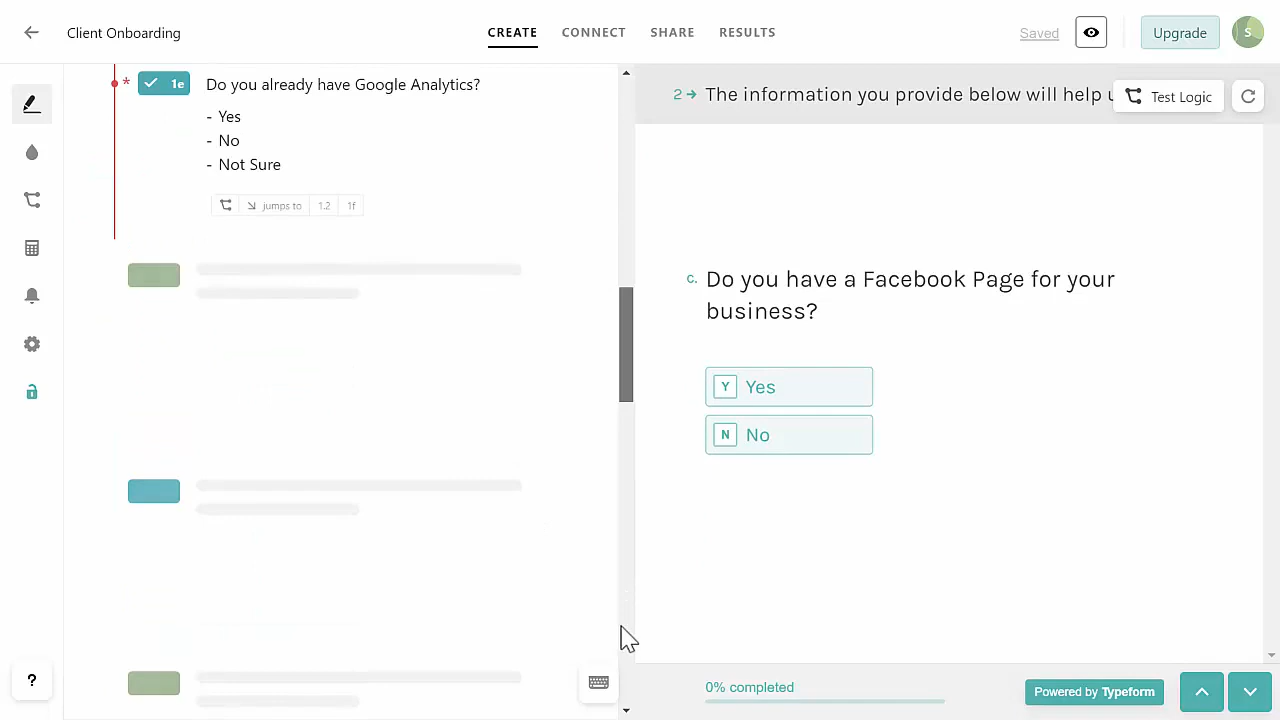 Client Onboarding
CREATE CONNECT SHARE RESULTS
Saved
Upgrade
S
* 1e Do you already have Google Analytics?
- Yes
- No
- Not Sure
jumps to 1.2 1f
2 The information you provide below will help
Test Logic
c. Do you have a Facebook Page for your
business?
Y Yes
N No
?
0% completed
Powered by Typeform